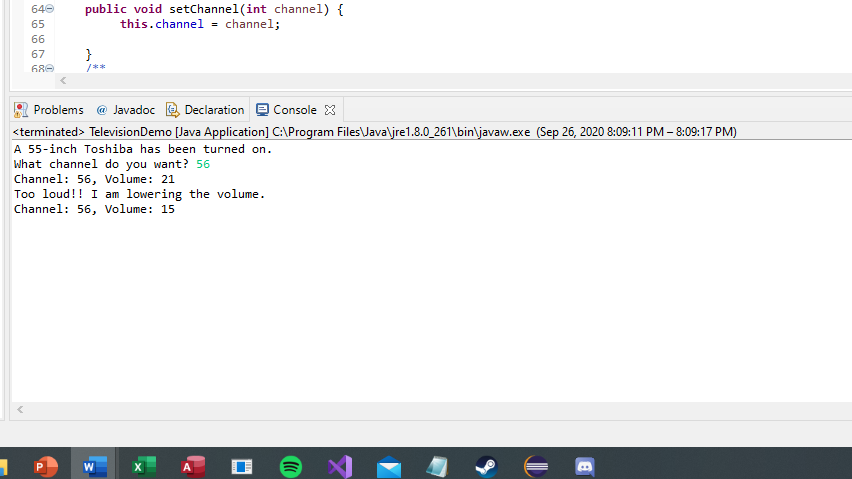 64 public void setChannel(int channel) {
65 this.channel = channel;
66
67 }
68 /**
Problems @ Javadoc Declaration Console
<terminated> TelevisionDemo [Java Application] C:\Program Files\Java\jre1.8.0_261\bin\javaw.exe (Sep 26, 2020 8:09:11 PM – 8:09:17 PM)
A 55-inch Toshiba has been turned on.
What channel do you want? 56
Channel: 56, Volume: 21
Too loud!! I am lowering the volume.
Channel: 56, Volume: 15